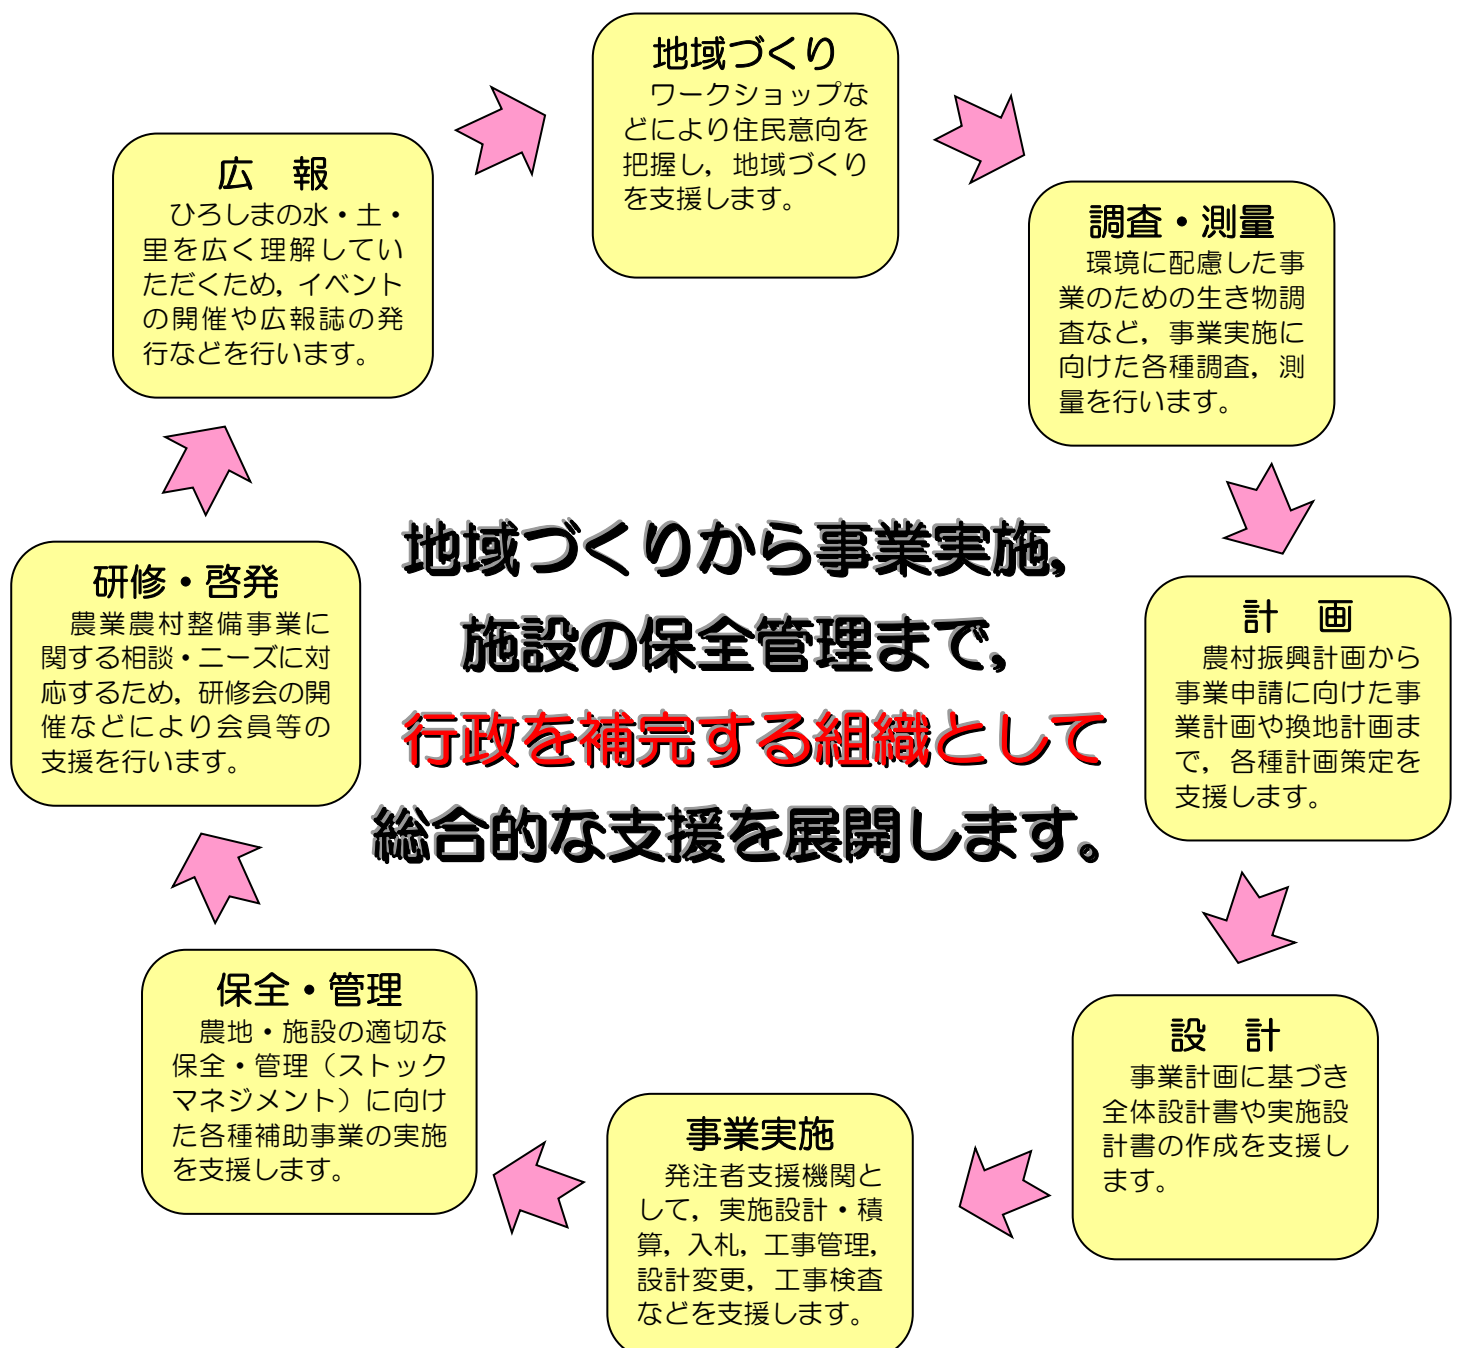 地域づくり
ワークショップな
どにより住民意向を
把握し，地域づくり
を支援します。
調査・測量
環境に配慮した事
業のための生き物調
査など，事業実施に
向けた各種調査，測
量を行います。
計　画
農村振興計画から
事業申請に向けた事
業計画や換地計画ま
で，各種計画策定を
支援します。
設　計
事業計画に基づき
全体設計書や実施設
計書の作成を支援し
ます。
事業実施
発注者支援機関と
して，実施設計・積
算，入札，工事管理，
設計変更，工事検査
などを支援します。
保全・管理
農地・施設の適切な
保全・管理（ストック
マネジメント）に向け
た各種補助事業の実施
を支援します。
研修・啓発
農業農村整備事業に
関する相談・ニーズに対
応するため，研修会の開
催などにより会員等の
支援を行います。
広　報
ひろしまの水・土・
里を広く理解してい
ただくため，イベント
の開催や広報誌の発
行などを行います。
地域づくりから事業実施，
施設の保全管理まで，
行政を補完する組織として
総合的な支援を展開します。